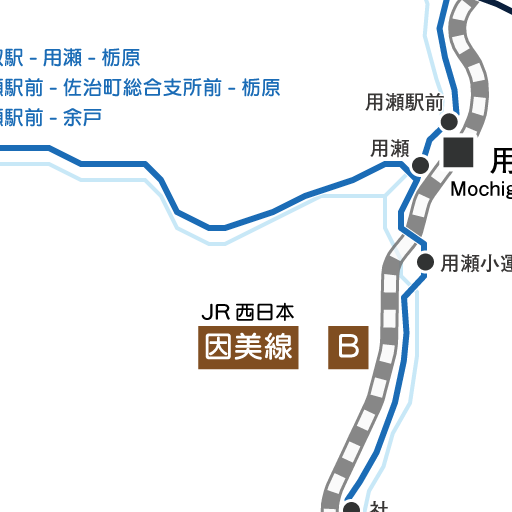 駅 - 用瀬 - 栃原
駅前 - 佐治町総合支所前 - 栃原
駅前 - 余戸
用瀬駅前
用瀬
用
Mochig
用瀬小運
JR 西日本
因美線 B
社